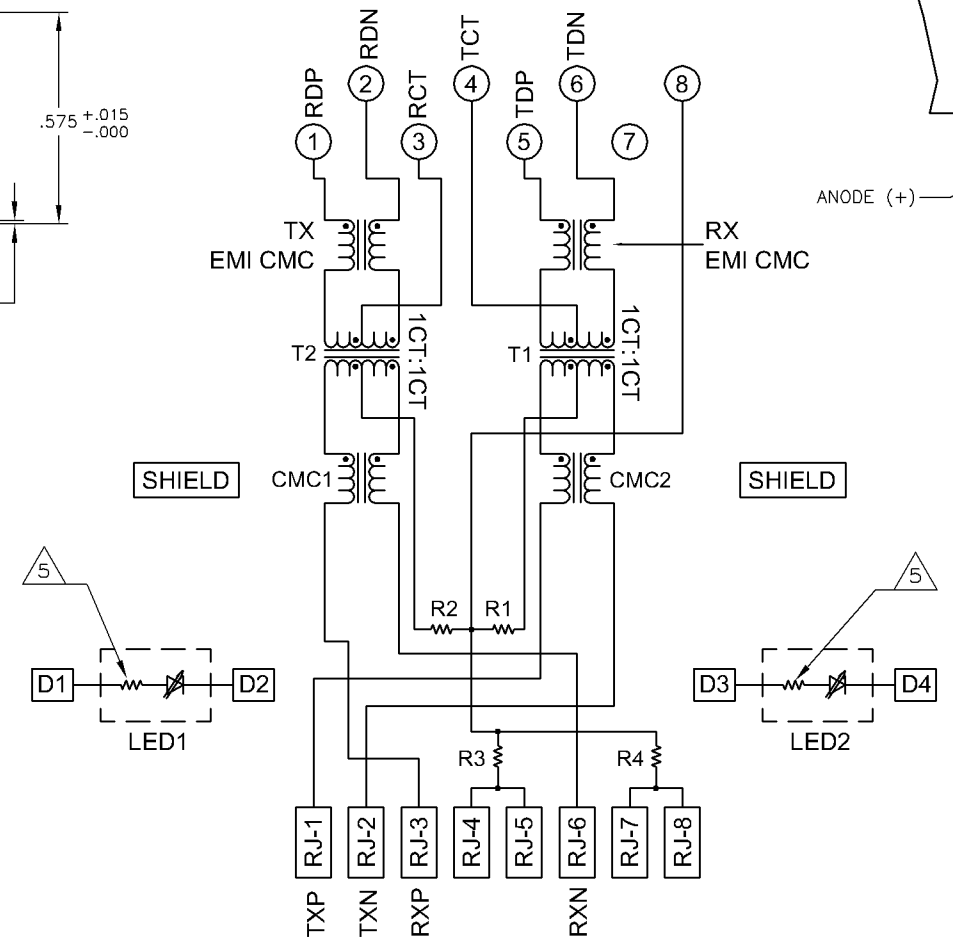 .575 +.015
-.000
RDP
RDN
RCT
TCT
TDP
TDN
1
2
3
4
5
6
7
8
ANODE (+)
TX
EMI CMC
RX
EMI CMC
T2
1CT:1CT
T1
1CT:1CT
SHIELD
CMC1
CMC2
SHIELD
5
5
R2
R1
D1
D2
LED1
D3
D4
LED2
R3
R4
RJ-1
RJ-2
RJ-3
RJ-4
RJ-5
RJ-6
RJ-7
RJ-8
TXP
TXN
RXP
RXN